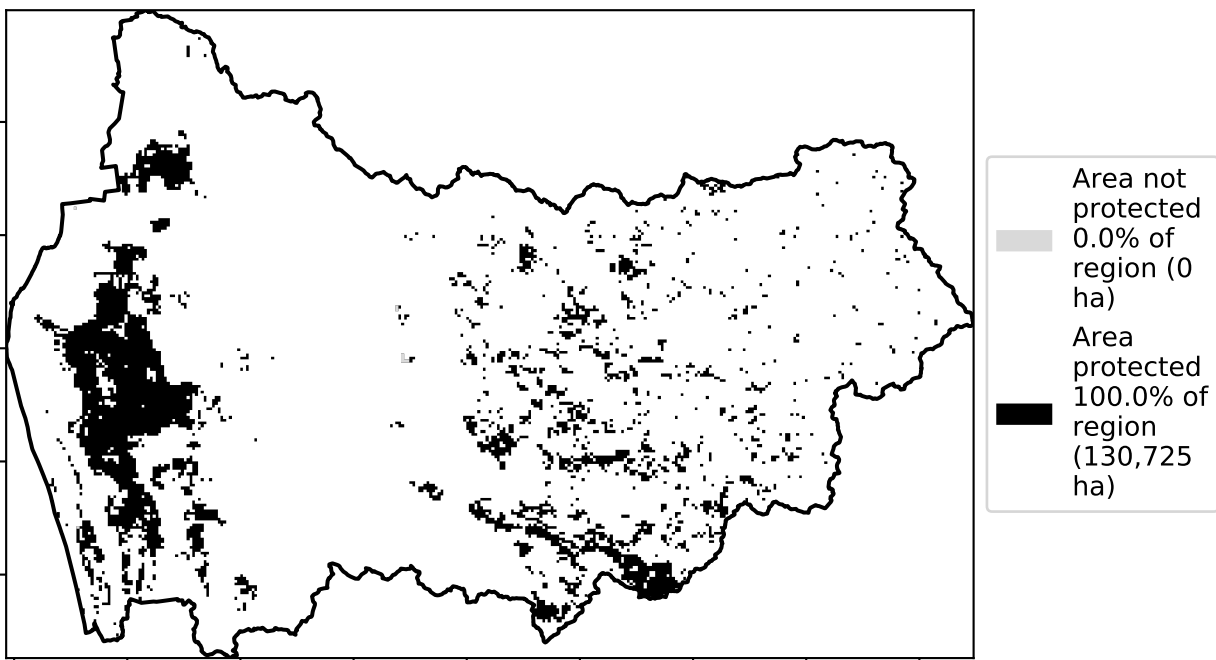 Area not
protected
0.0% of
region (0
ha)
Area
protected
100.0% of
region
(130,725
ha)